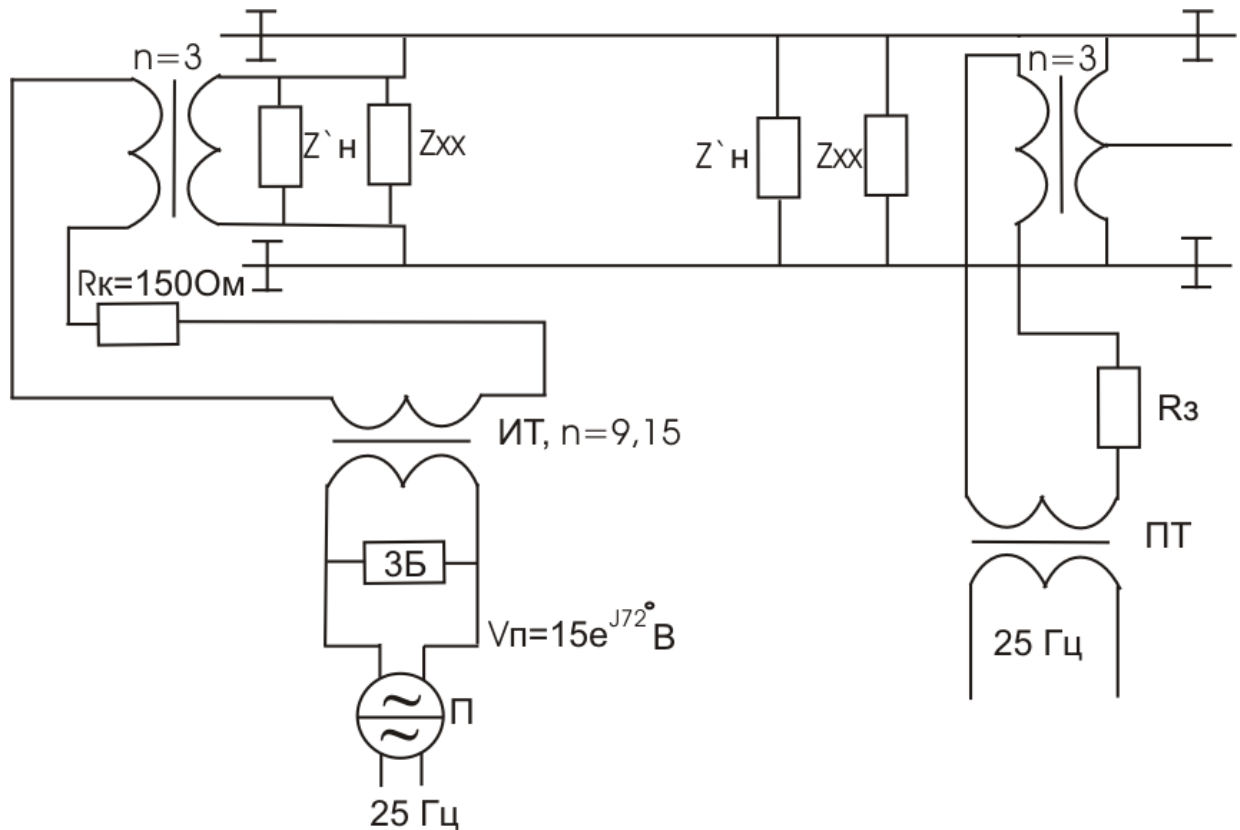 n=3
n=3
Z`н
Zxx
Z`н
Zxx
Rк=150Ом
Rз
ИТ, n=9,15
ПТ
ЗБ
Vп=15e^J72° В
25 Гц
П
25 Гц